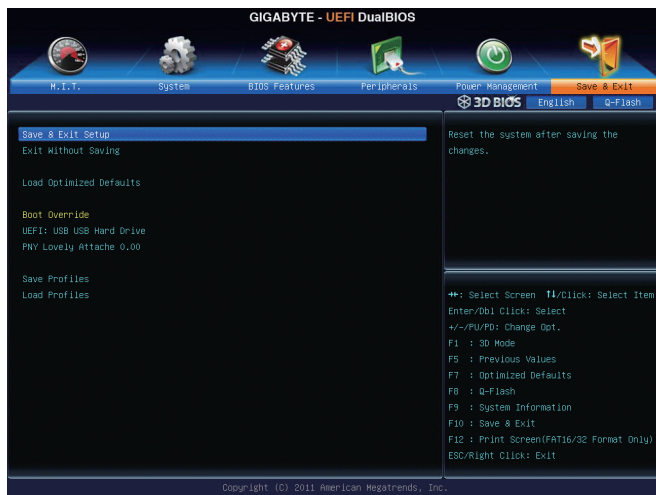 GIGABYTE - UEFI DualBIOS
M.I.T.
System
BIOS Features
Peripherals
Power Management
Save & Exit
3D BIOS
English
Q-Flash
Save & Exit Setup
Exit Without Saving
Load Optimized Defaults
Boot Override
UEFI: USB USB Hard Drive
PNY Lovely Attache 0.00
Save Profiles
Load Profiles
Reset the system after saving the
changes.
→←: Select Screen ↑↓/Click: Select Item
Enter/Dbl Click: Select
+/-/PU/PD: Change Opt.
F1 : 3D Mode
F5 : Previous Values
F7 : Optimized Defaults
F8 : Q-Flash
F9 : System Information
F10 : Save & Exit
F12 : Print Screen(FAT16/32 Format Only)
ESC/Right Click: Exit
Copyright (C) 2011 American Megatrends, Inc.